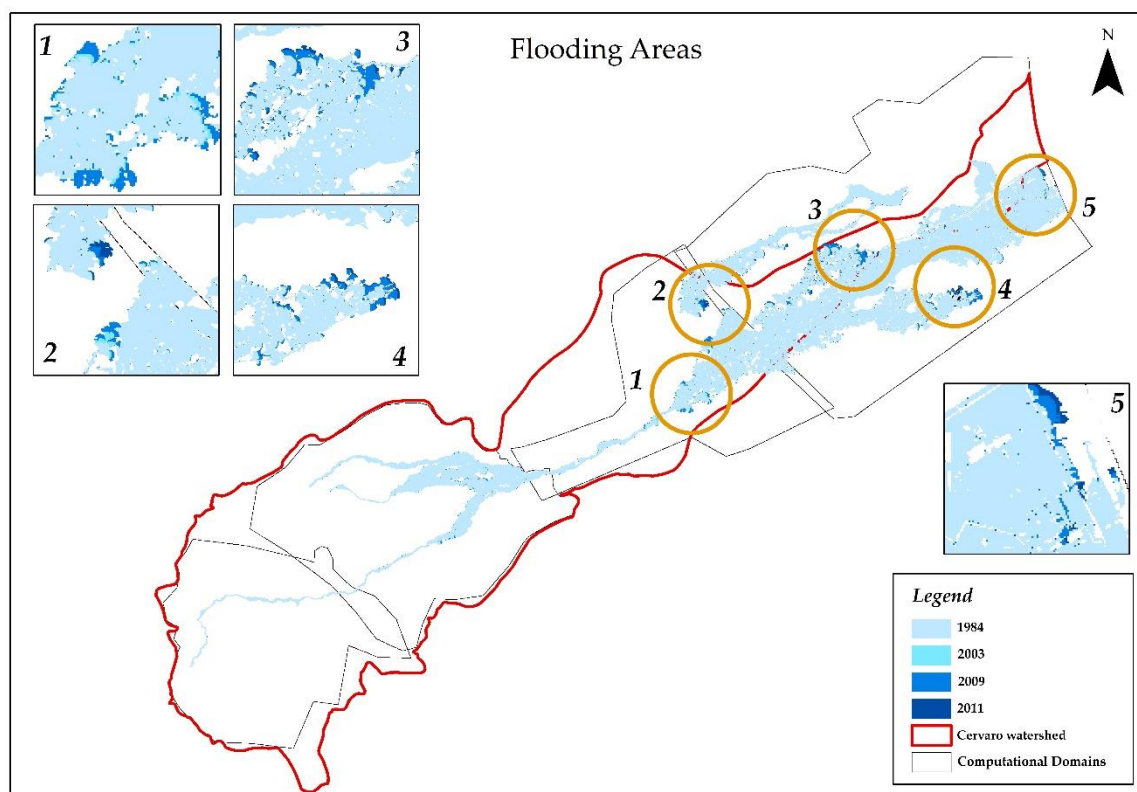 Flooding Areas
N
1
3
2
4
3
5
2
4
1
5
Legend
1984
2003
2009
2011
Cervaro watershed
Computational Domains